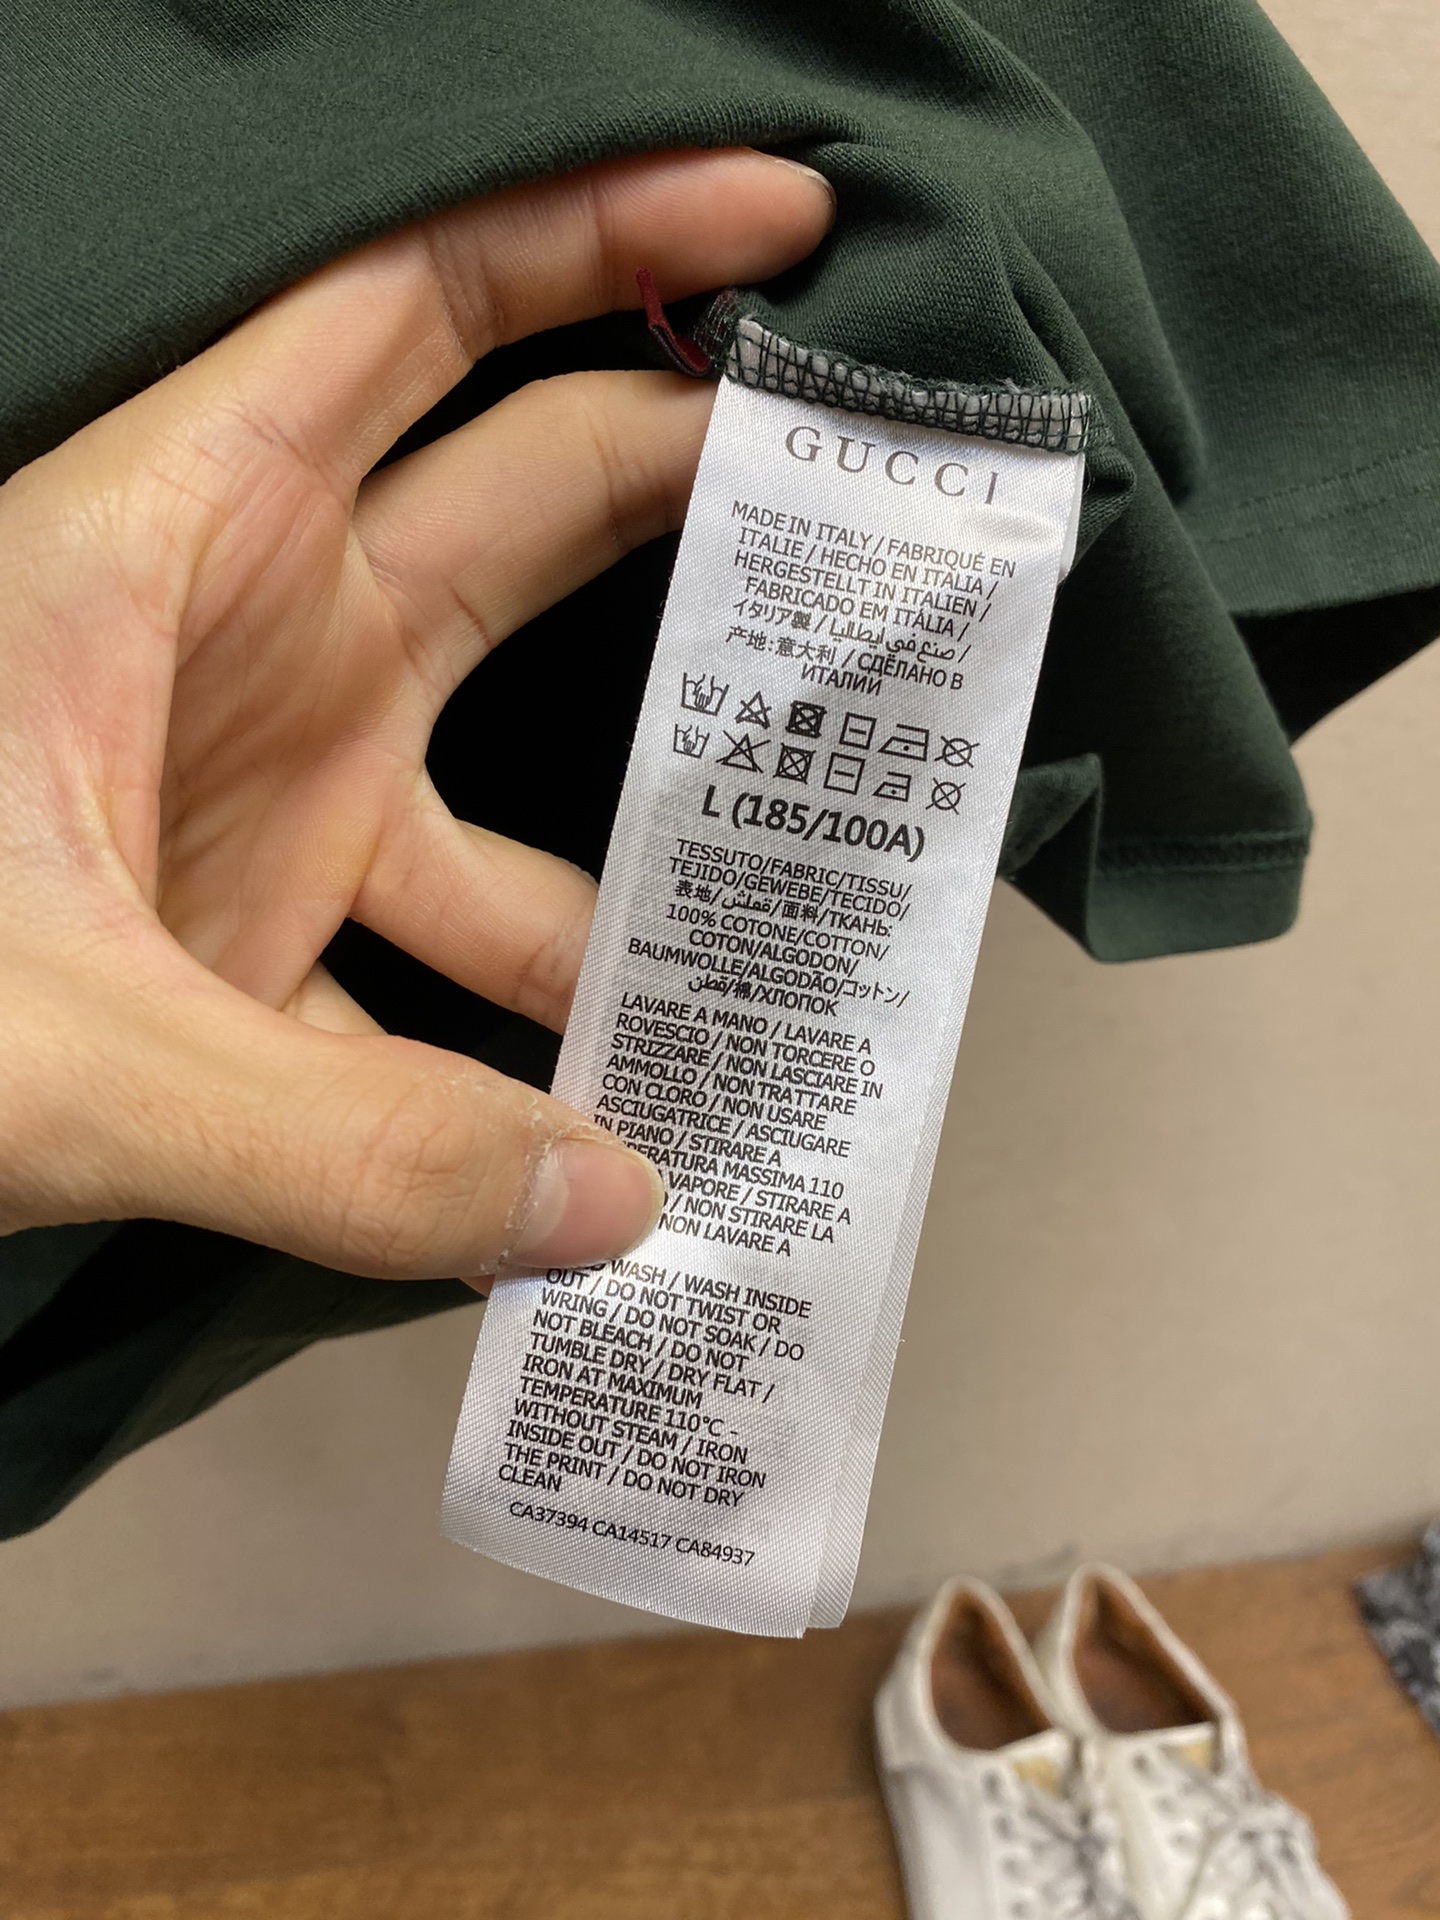 GUCCI
MADE IN ITALY / FABRIQUÉ EN
ITALIE / HECHO EN ITALIA /
HERGESTELLT IN ITALIEN /
FABRICADO EM ITÁLIA /
イタリア製 / صنع في إيطاليا /
产地:意大利 / СДЕЛАНО В
ИТАЛИИ
L (185/100A)
TESSUTO/FABRIC/TISSU/
TEJIDO/GEWEBE/TECIDO/
表地/قماش/面料/ТКАНЬ:
100% COTONE/COTTON/
COTON/ALGODON/
BAUMWOLLE/ALGODÃO/コットン/
قطن/棉/ХЛОПОК
LAVARE A MANO / LAVARE A
ROVESCIO / NON TORCERE O
STRIZZARE / NON LASCIARE IN
AMMOLLO / NON TRATTARE
CON CLORO / NON USARE
ASCIUGATRICE / ASCIUGARE
IN PIANO / STIRARE A
PERATURA MASSIMA 110
VAPORE / STIRARE A
/ NON STIRARE LA
NON LAVARE A
WASH / WASH INSIDE
OUT / DO NOT TWIST OR
WRING / DO NOT SOAK / DO
NOT BLEACH / DO NOT
TUMBLE DRY / DRY FLAT /
IRON AT MAXIMUM
TEMPERATURE 110°C -
WITHOUT STEAM / IRON
INSIDE OUT / DO NOT IRON
THE PRINT / DO NOT DRY
CLEAN
CA37394 CA14517 CA84937